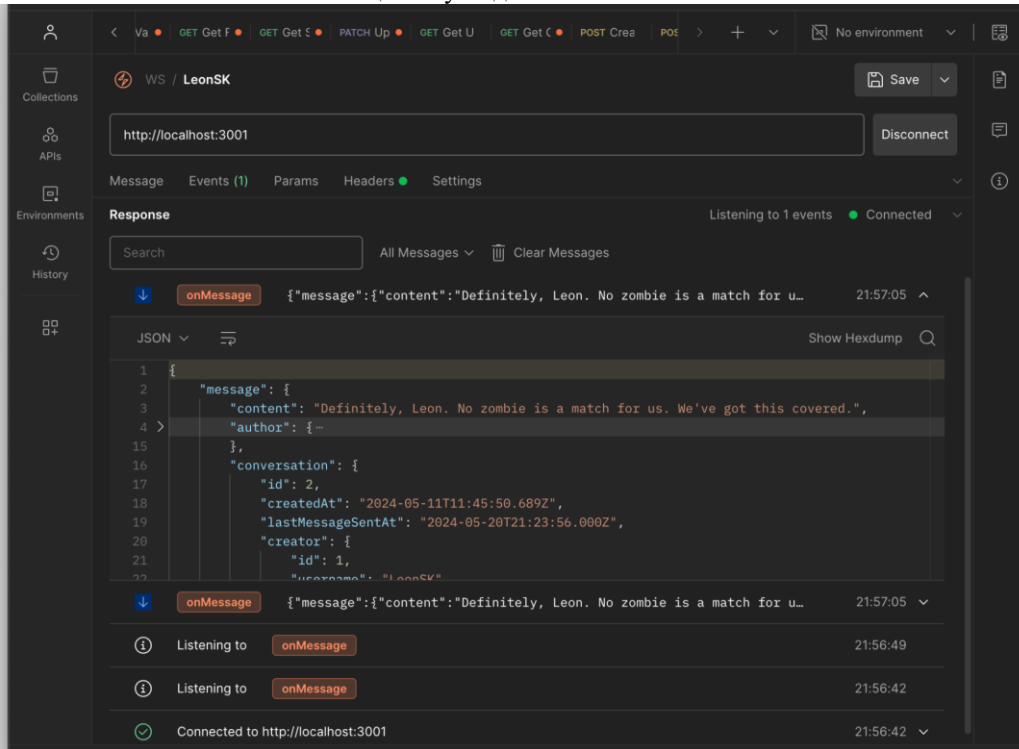 Va GET Get F GET Get S PATCH Up GET Get U GET Get C POST Crea POS No environment
Collections
WS / LeonSK
Save
APIs
http://localhost:3001
Disconnect
Environments
Message Events (1) Params Headers Settings
Response
Listening to 1 events Connected
History
Search
All Messages Clear Messages
onMessage {"message":{"content":"Definitely, Leon. No zombie is a match for u… 21:57:05
JSON
Show Hexdump
1 {
2 "message": {
3 "content": "Definitely, Leon. No zombie is a match for us. We've got this covered.",
4 "author": {…
15 },
16 "conversation": {
17 "id": 2,
18 "createdAt": "2024-05-11T11:45:50.689Z",
19 "lastMessageSentAt": "2024-05-20T21:23:56.000Z",
20 "creator": {
21 "id": 1,
22 "username": "LeonSK"
onMessage {"message":{"content":"Definitely, Leon. No zombie is a match for u… 21:57:05
Listening to onMessage 21:56:49
Listening to onMessage 21:56:42
Connected to http://localhost:3001 21:56:42